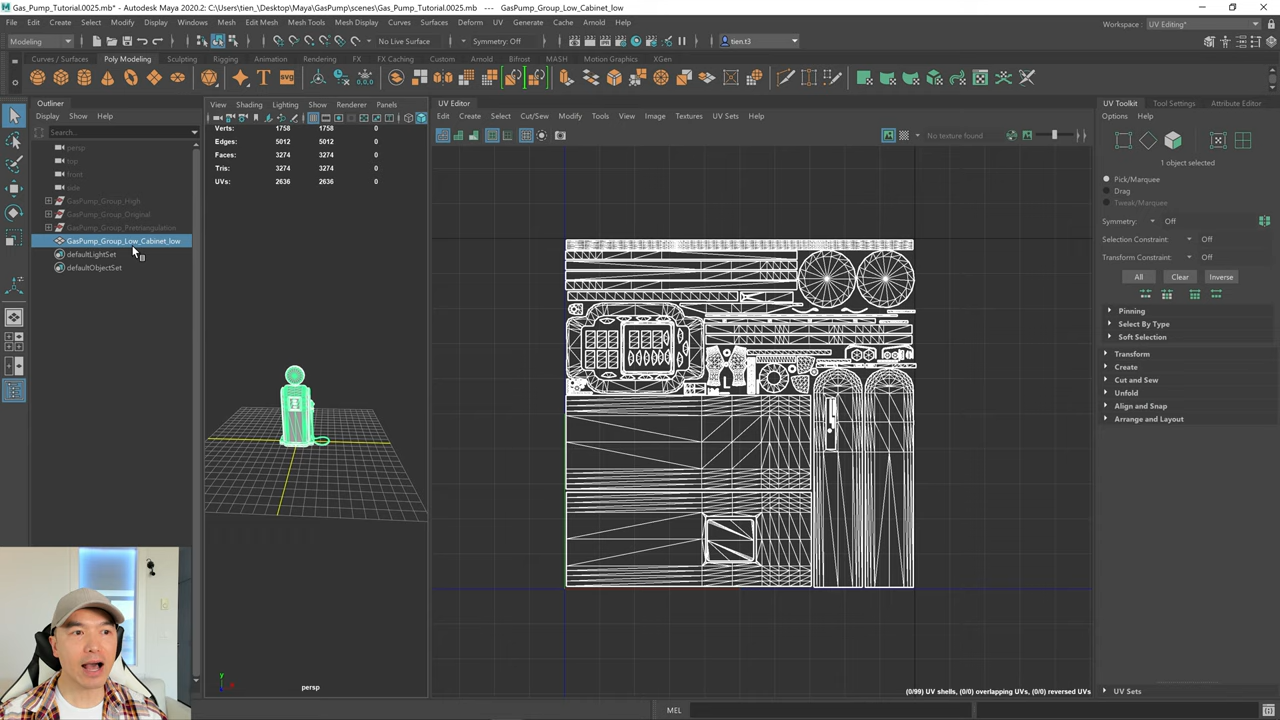 Gas_Pump_Tutorial.0025.mb* - Autodesk Maya 2020.2: C:\Users\tien_\Desktop\Maya\GasPump\scenes\Gas_Pump_Tutorial.0025.mb --- GasPump_Group_Low_Cabinet_low
File Edit Create Select Modify Display Windows Mesh Edit Mesh Mesh Tools Mesh Display Curves Surfaces Deform UV Generate Cache Arnold Help
Workspace : UV Editing*
Modeling
No Live Surface
Symmetry: Off
tien.t3
Curves / Surfaces Poly Modeling Sculpting Rigging Animation Rendering FX FX Caching Custom Arnold Bifrost MASH Motion Graphics XGen
Outliner
Display Show Help
Search...
persp
top
front
side
GasPump_Group_High
GasPump_Group_Original
GasPump_Group_Pretriangulation
GasPump_Group_Low_Cabinet_low
defaultLightSet
defaultObjectSet
View Shading Lighting Show Renderer Panels
Verts: 1758 1758 0
Edges: 5012 5012 0
Faces: 3274 3274 0
Tris: 3274 3274 0
UVs: 2636 2636 0
persp
UV Editor
Edit Create Select Cut/Sew Modify Tools View Image Textures UV Sets Help
No texture found
(0/99) UV shells, (0/0) overlapping UVs, (0/0) reversed UVs
UV Toolkit Tool Settings Attribute Editor
Options Help
1 object selected
Pick/Marquee
Drag
Tweak/Marquee
Symmetry: Off
Selection Constraint: Off
Transform Constraint: Off
All Clear Inverse
Pinning
Select By Type
Soft Selection
Transform
Create
Cut and Sew
Unfold
Align and Snap
Arrange and Layout
UV Sets
MEL